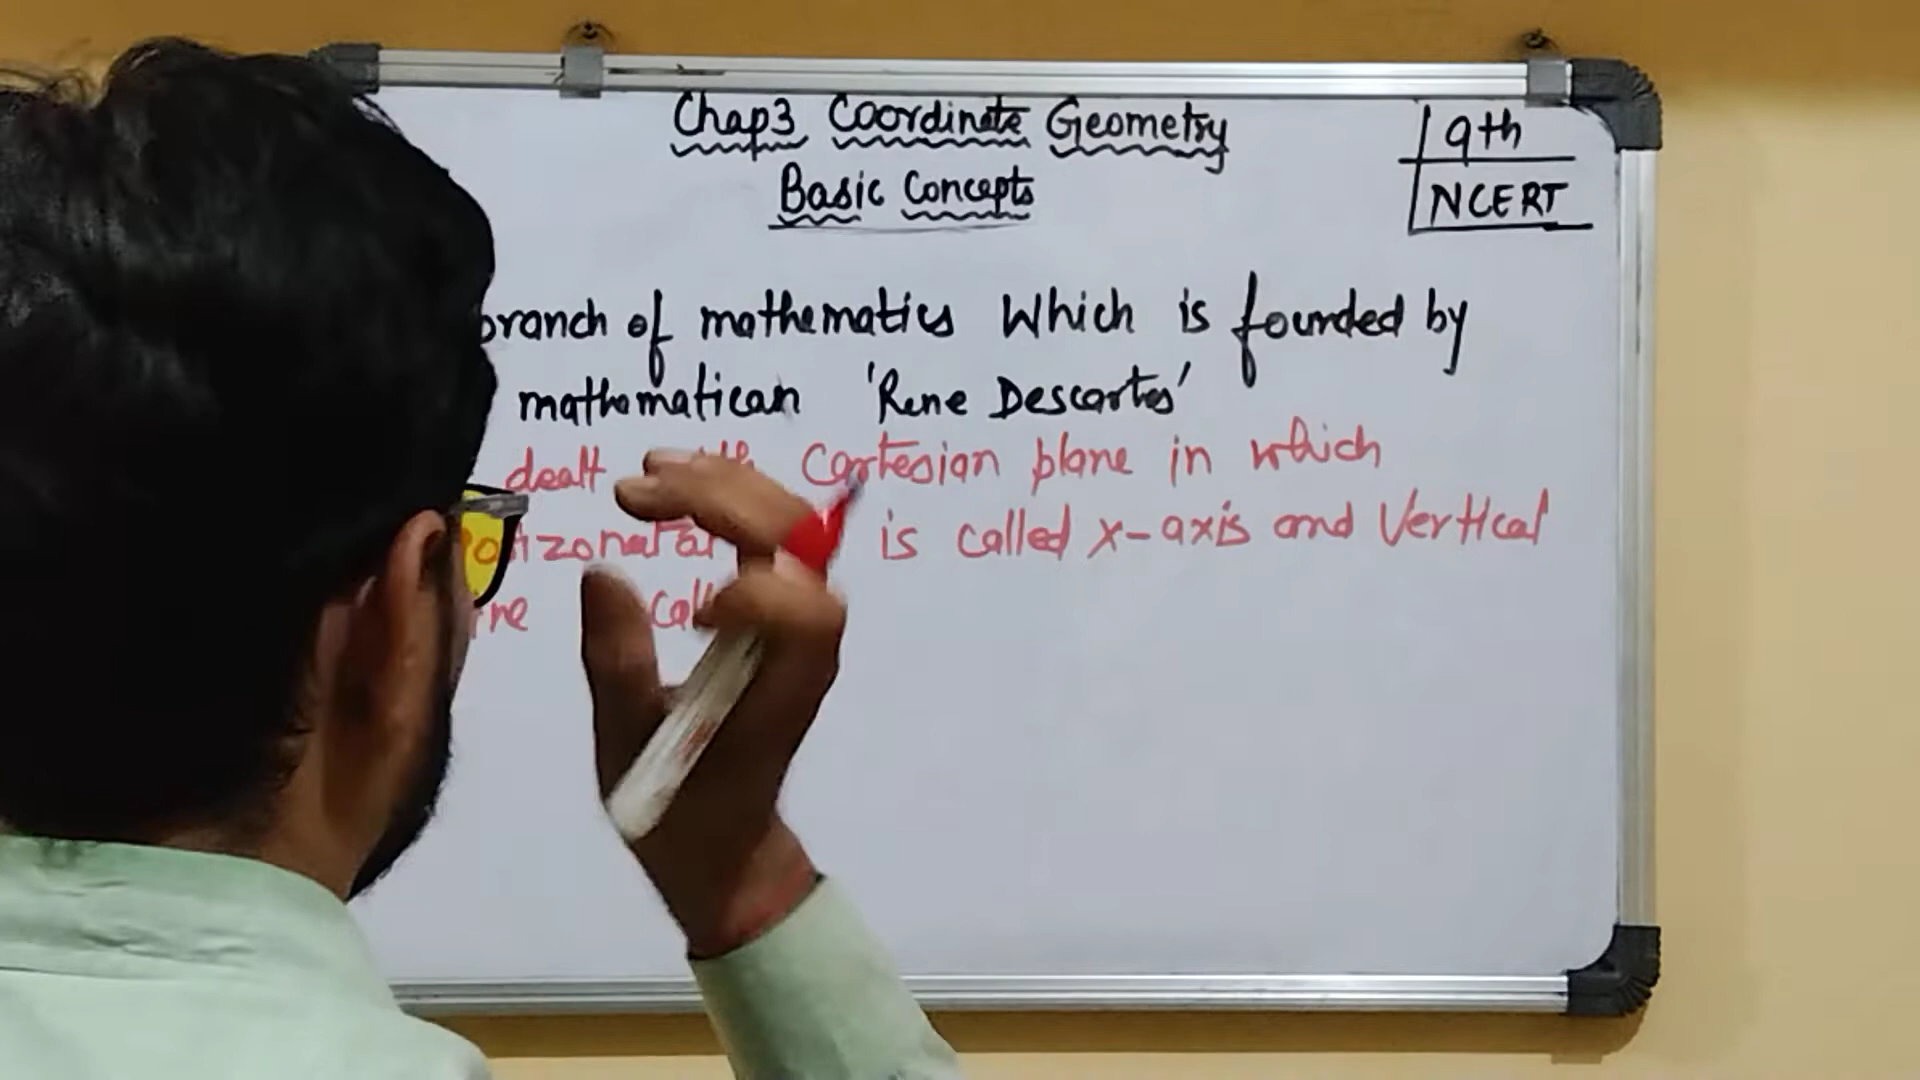 Chap3 Coordinate Geometry
9th
Basic Concepts
NCERT
branch of mathematics Which is founded by
mathematican 'Rene Descartes'
dealt Cartesian plane in which
is called x-axis and Vertical